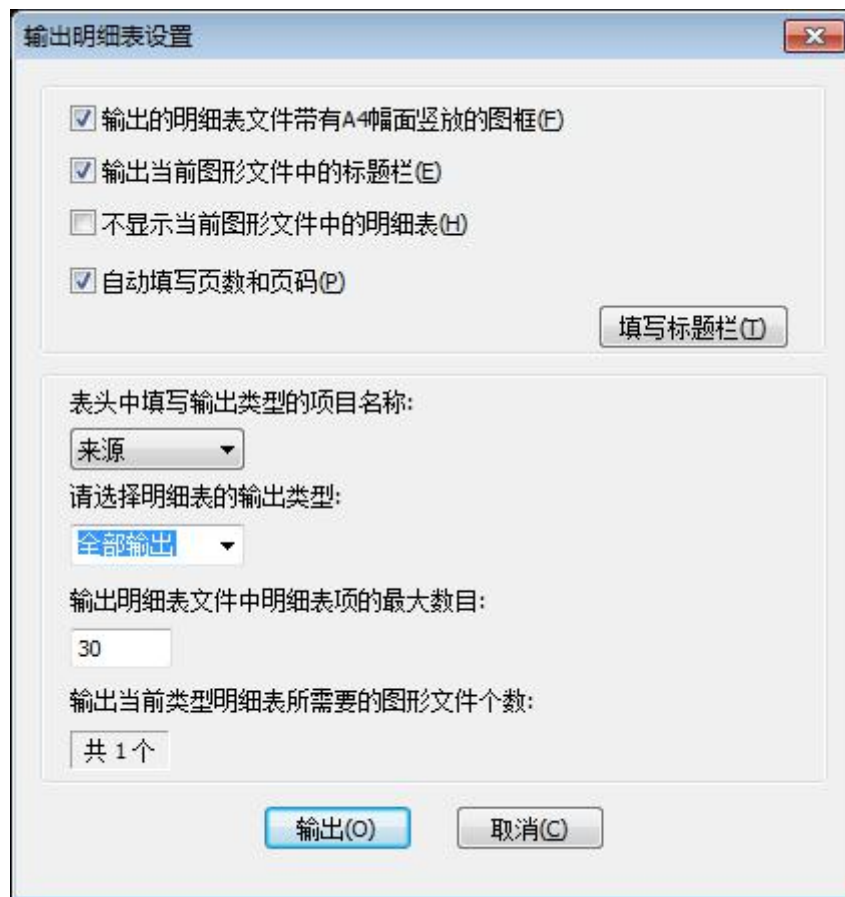 输出明细表设置
输出的明细表文件带有A4幅面竖放的图框(F)
输出当前图形文件中的标题栏(E)
不显示当前图形文件中的明细表(H)
自动填写页数和页码(P)
填写标题栏(T)
表头中填写输出类型的项目名称:
来源
请选择明细表的输出类型:
全部输出
输出明细表文件中明细表项的最大数目:
30
输出当前类型明细表所需要的图形文件个数:
共 1 个
输出(O) 取消(C)